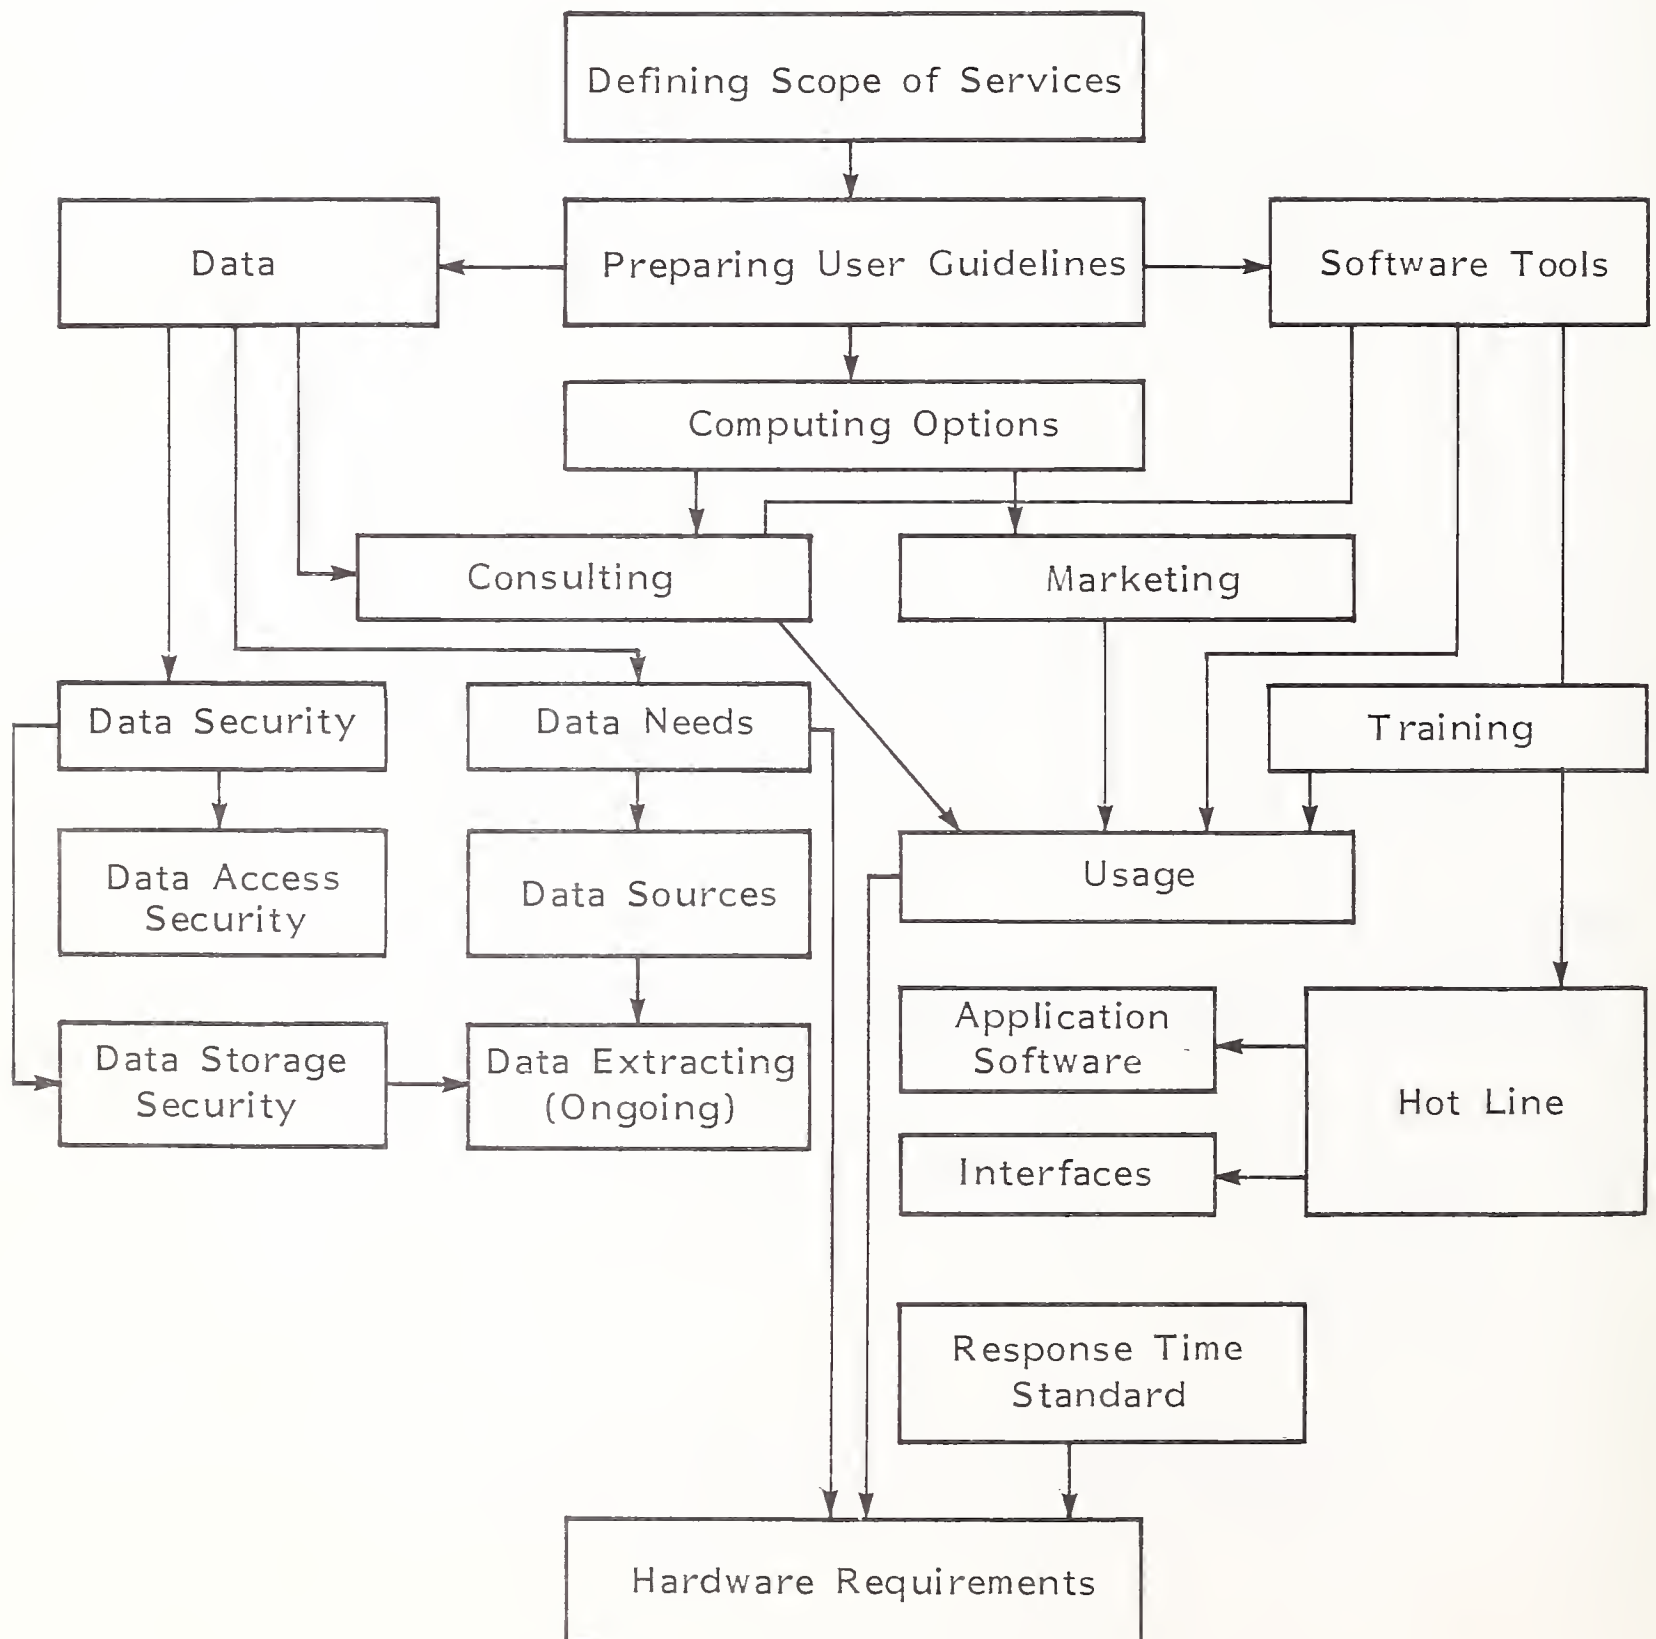 Defining Scope of Services
Data
Preparing User Guidelines
Software Tools
Computing Options
Consulting
Marketing
Data Security
Data Needs
Training
Data Access
Security
Data Sources
Usage
Data Storage
Security
Data Extracting
(Ongoing)
Application
Software
Interfaces
Hot Line
Response Time
Standard
Hardware Requirements